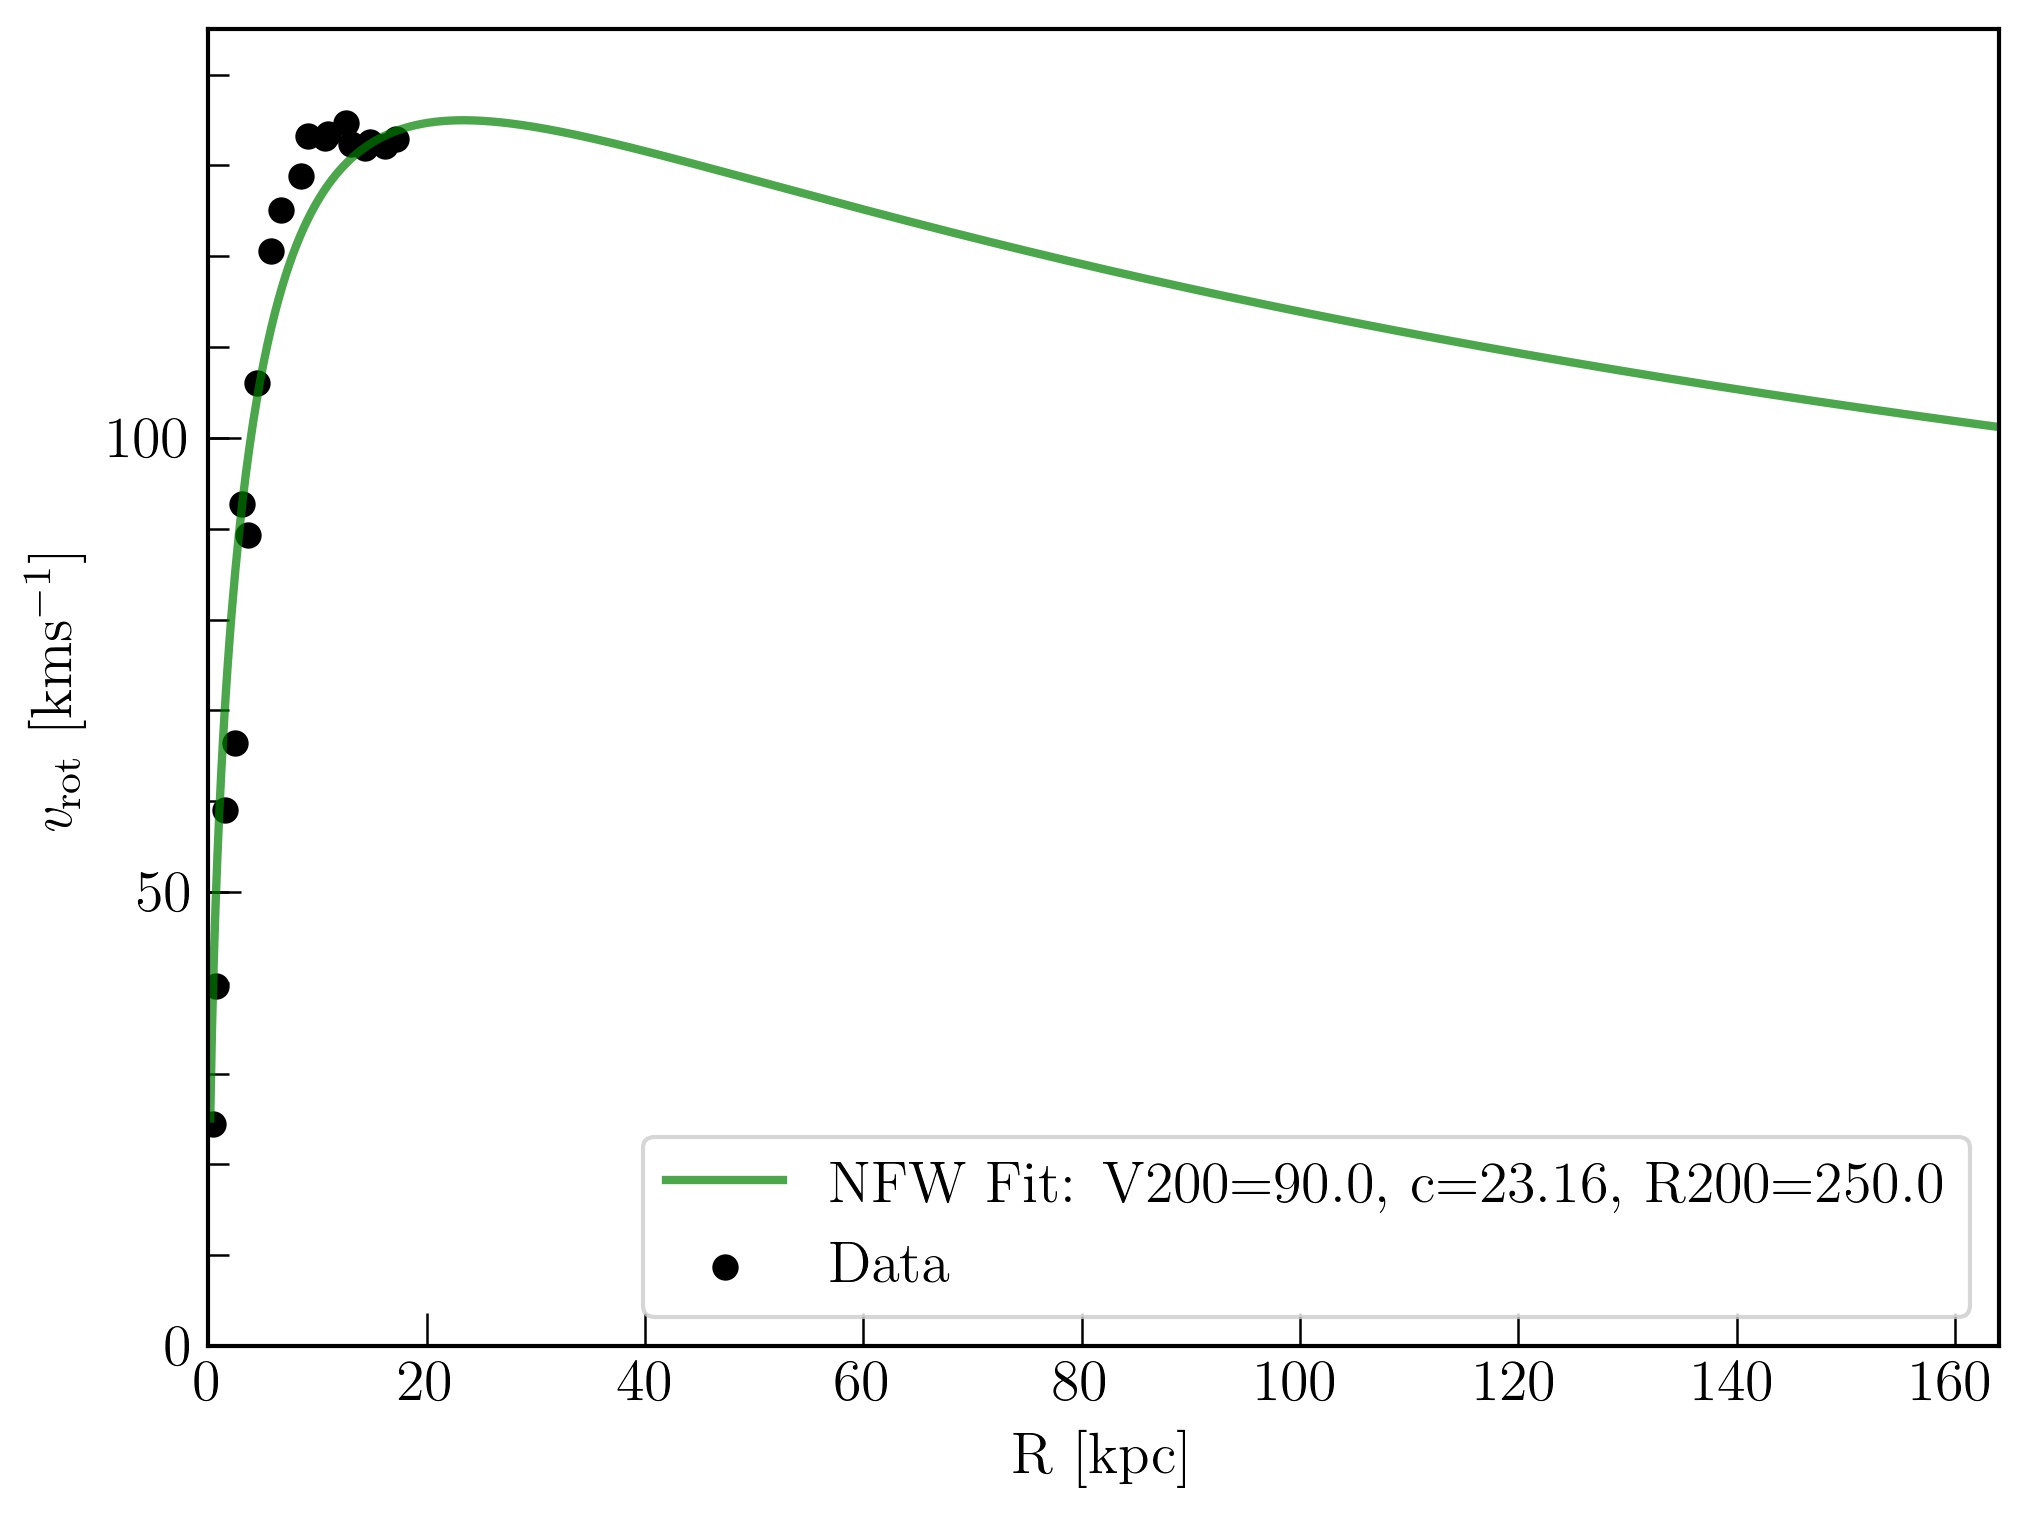 100
50
0
v_rot [kms^{-1}]
NFW Fit: V200=90.0, c=23.16, R200=250.0
Data
0 20 40 60 80 100 120 140 160
R [kpc]